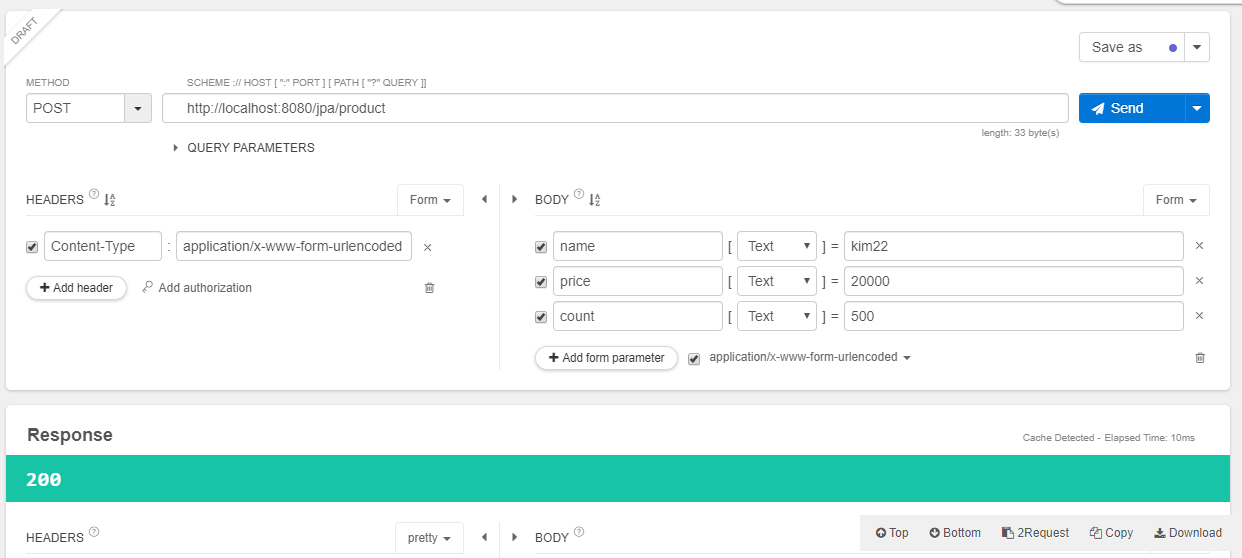 DRAFT
Save as
METHOD
SCHEME :// HOST [ ":" PORT ] [ PATH [ "?" QUERY ]]
POST
http://localhost:8080/jpa/product
Send
length: 33 byte(s)
QUERY PARAMETERS
HEADERS ? Form
BODY ? Form
Content-Type : application/x-www-form-urlencoded ×
+ Add header Add authorization
name [ Text ] = kim22 ×
price [ Text ] = 20000 ×
count [ Text ] = 500 ×
+ Add form parameter application/x-www-form-urlencoded
Response
Cache Detected - Elapsed Time: 10ms
200
HEADERS ? pretty
BODY ?
Top Bottom 2Request Copy Download